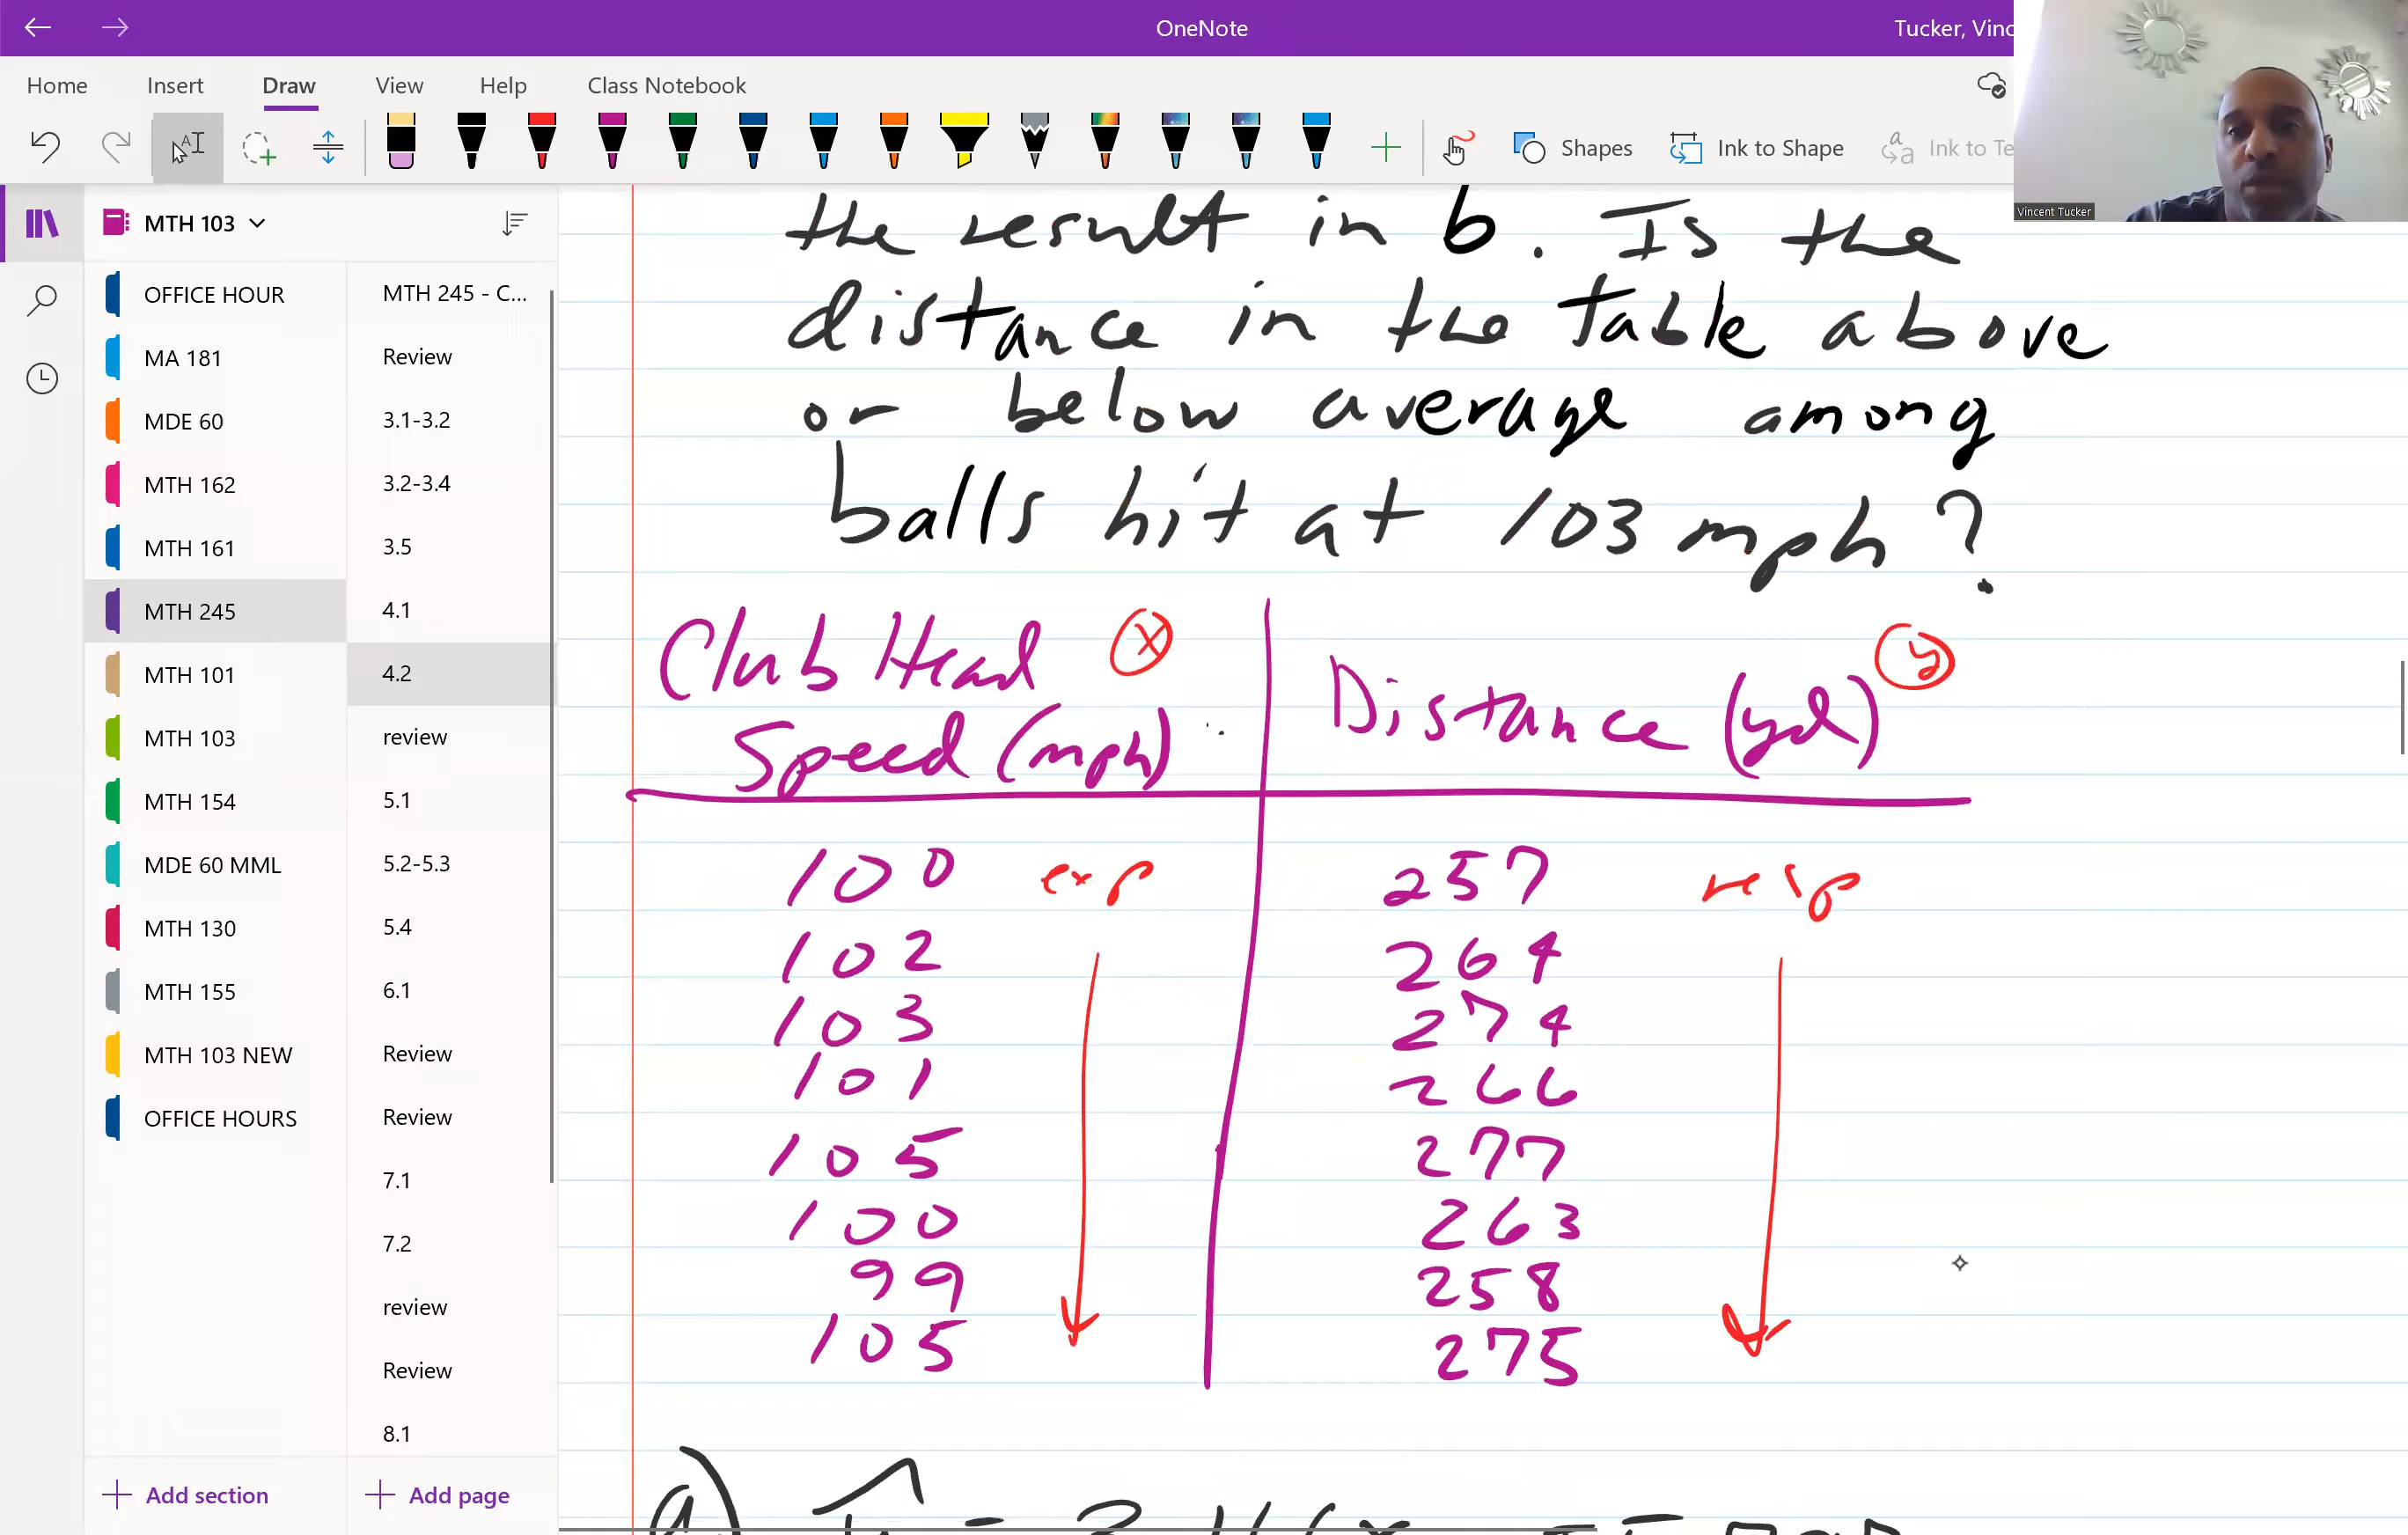 OneNote
Tucker, Vinc
Home Insert Draw View Help Class Notebook
Shapes Ink to Shape Ink to Te
Vincent Tucker
MTH 103
OFFICE HOUR
MA 181
MDE 60
MTH 162
MTH 161
MTH 245
MTH 101
MTH 103
MTH 154
MDE 60 MML
MTH 130
MTH 155
MTH 103 NEW
OFFICE HOURS
Add section
MTH 245 - C...
Review
3.1-3.2
3.2-3.4
3.5
4.1
4.2
review
5.1
5.2-5.3
5.4
6.1
Review
Review
7.1
7.2
review
Review
8.1
Add page
the result in b. Is the
distance in the table above
or below average among
balls hit at 103 mph?
Club Head x Distance (yd) y
Speed (mph)
100 exp 257 resp
102 264
103 274
101 266
105 277
100 263
99 258
105 275
a)